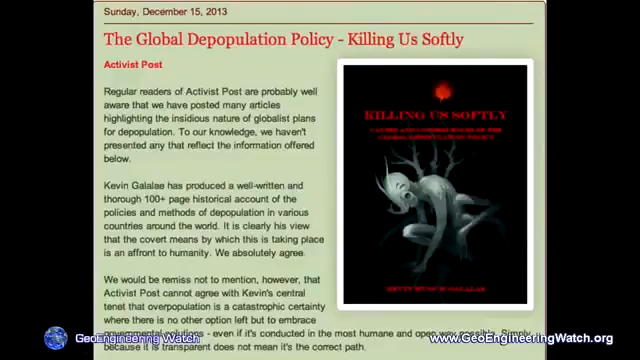 Sunday, December 15, 2013
The Global Depopulation Policy - Killing Us Softly
Activist Post
Regular readers of Activist Post are probably well
aware that we have posted many articles
highlighting the insidious nature of globalist plans
for depopulation. To our knowledge, we haven't
presented any that reflect the information offered
below.
Kevin Galalae has produced a well-written and
thorough 100+ page historical account of the
policies and methods of depopulation in various
countries around the world. It is clearly his view
that the covert means by which this is taking place
is an affront to humanity. We absolutely agree.
We would be remiss not to mention, however, that
Activist Post cannot agree with Kevin's central
tenet that overpopulation is a catastrophic certainty
where there is no other option left but to embrace
governmental solutions - even if it's conducted in the most humane and open way possible. Simply
because it is transparent does not mean it's the correct path.
KILLING US SOFTLY
CAUSES AND CONSEQUENCES OF THE
GLOBAL DEPOPULATION POLICY
KEVIN MUGUR GALALAE
GeoEngineering Watch
www.GeoEngineeringWatch.org